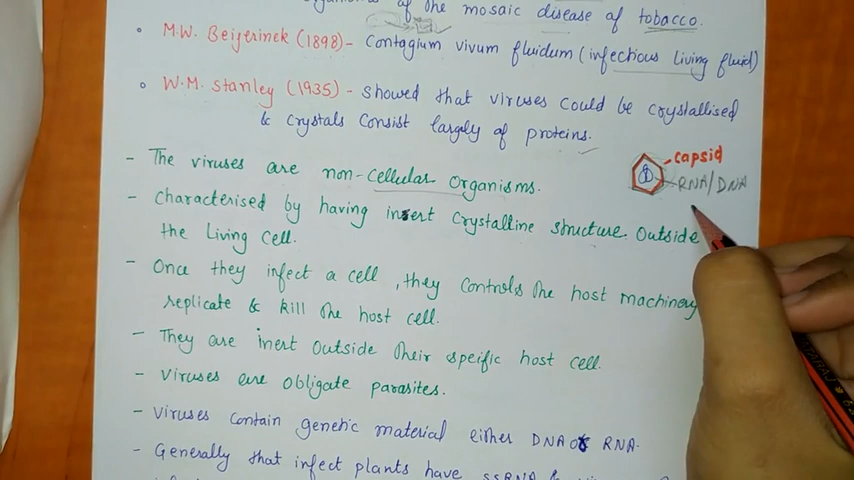 of the mosaic disease of tobacco.
• M.W. Beijerinek (1898) - Contagium vivum fluidum (infectious living fluid)
• W.M. Stanley (1935) - showed that viruses could be crystallised
& crystals consist largely of proteins.
capsid
RNA/DNA
- The viruses are non-cellular organisms.
- Characterised by having inert crystalline structure outside
the living cell.
- Once they infect a cell, they controls the host machinery
replicate & kill the host cell.
- They are inert outside their specific host cell.
- Viruses are obligate parasites.
- Viruses contain genetic material either DNA or RNA.
- Generally that infect plants have ssRNA &